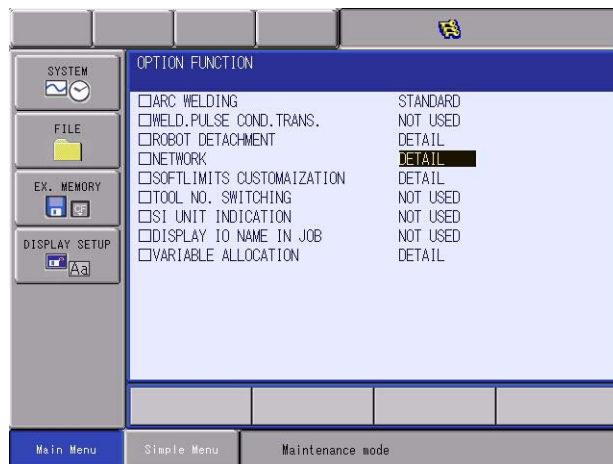 SYSTEM
FILE
EX. MEMORY
CF
DISPLAY SETUP
Aa
OPTION FUNCTION
□ARC WELDING STANDARD
□WELD.PULSE COND.TRANS. NOT USED
□ROBOT DETACHMENT DETAIL
□NETWORK DETAIL
□SOFTLIMITS CUSTOMAIZATION DETAIL
□TOOL NO. SWITCHING NOT USED
□SI UNIT INDICATION NOT USED
□DISPLAY IO NAME IN JOB NOT USED
□VARIABLE ALLOCATION DETAIL
Main Menu Simple Menu Maintenance mode